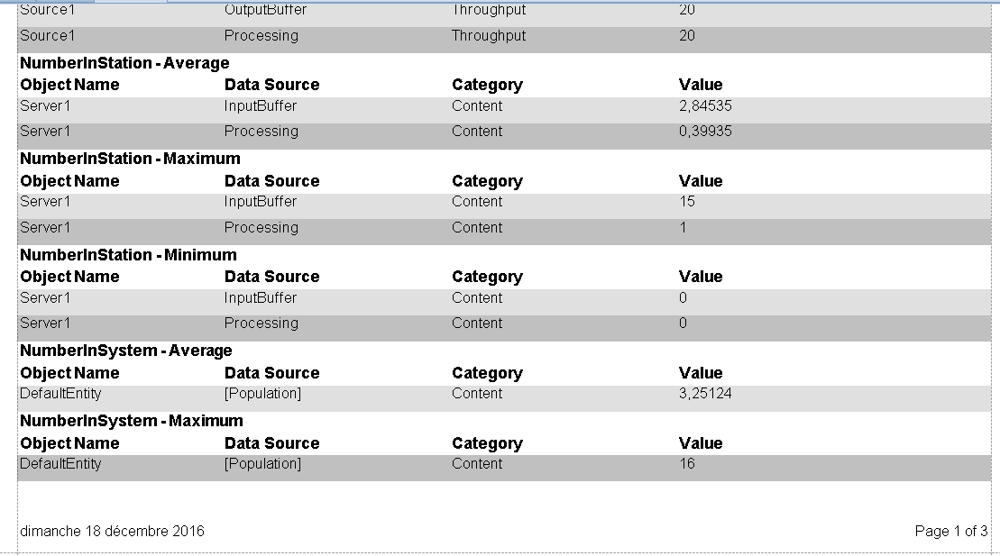 Source1 OutputBuffer Throughput 20
Source1 Processing Throughput 20
NumberInStation - Average
Object Name Data Source Category Value
Server1 InputBuffer Content 2,84535
Server1 Processing Content 0,39935
NumberInStation - Maximum
Object Name Data Source Category Value
Server1 InputBuffer Content 15
Server1 Processing Content 1
NumberInStation - Minimum
Object Name Data Source Category Value
Server1 InputBuffer Content 0
Server1 Processing Content 0
NumberInSystem - Average
Object Name Data Source Category Value
DefaultEntity [Population] Content 3,25124
NumberInSystem - Maximum
Object Name Data Source Category Value
DefaultEntity [Population] Content 16
dimanche 18 décembre 2016 Page 1 of 3